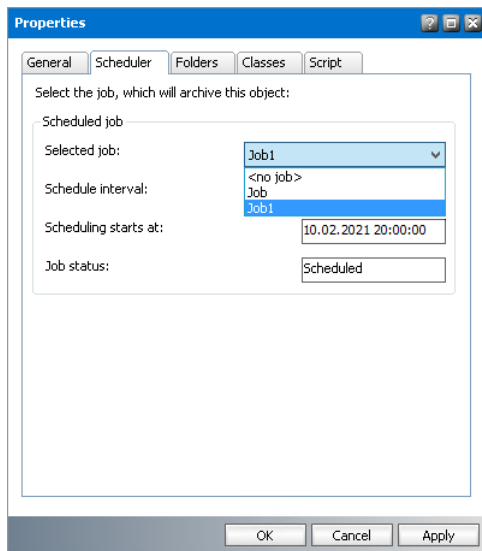 Properties
General Scheduler Folders Classes Script
Select the job, which will archive this object:
Scheduled job
Selected job: Job1
<no job>
Schedule interval: Job
Job1
Scheduling starts at: 10.02.2021 20:00:00
Job status: Scheduled
OK Cancel Apply